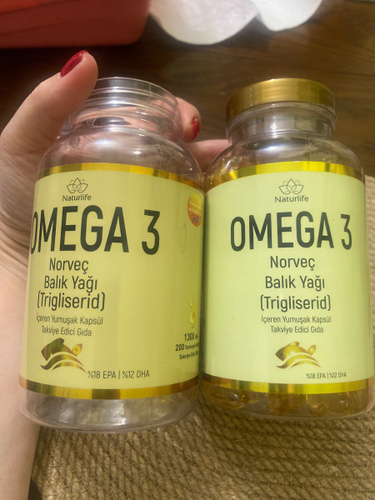 Naturlife
OMEGA 3
Norveç
Balık Yağı
(Trigliserid)
İçeren Yumuşak Kapsül
Takviye Edici Gıda
200
%18 EPA | %12 DHA
Naturlife
OMEGA 3
Norveç
Balık Yağı
(Trigliserid)
İçeren Yumuşak Kapsül
Takviye Edici Gıda
%18 EPA | %12 DHA